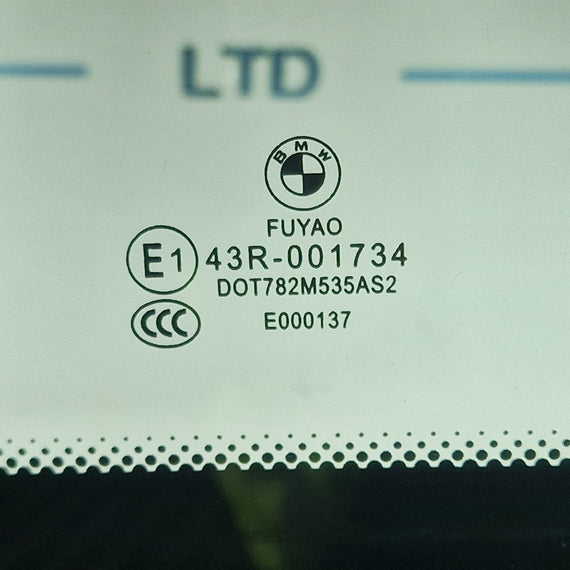 LTD
BMW
FUYAO
E1 43R-001734
DOT782M535AS2
CCC E000137